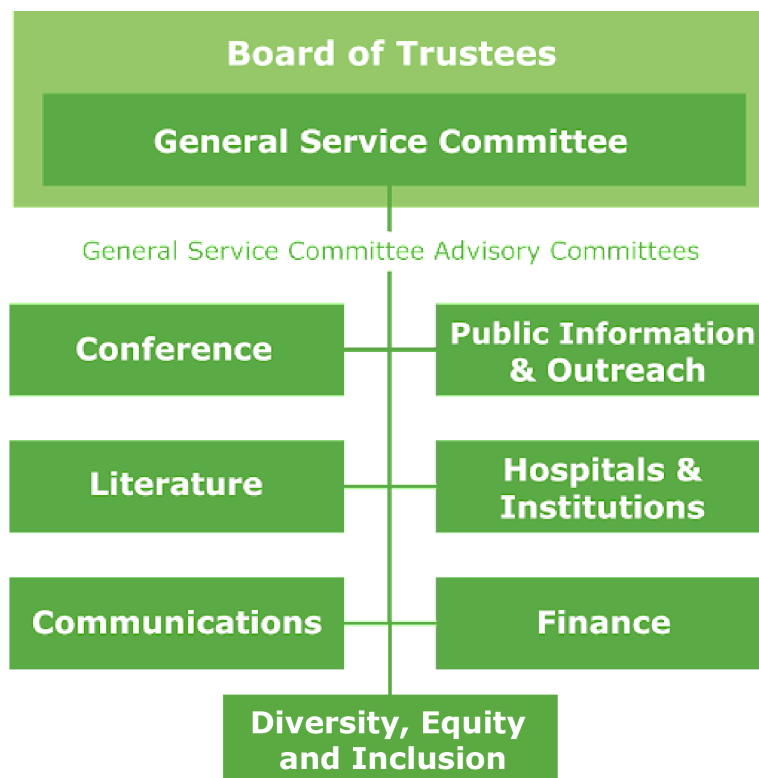 Board of Trustees
General Service Committee
General Service Committee Advisory Committees
Conference
Public Information
& Outreach
Literature
Hospitals &
Institutions
Communications
Finance
Diversity, Equity
and Inclusion